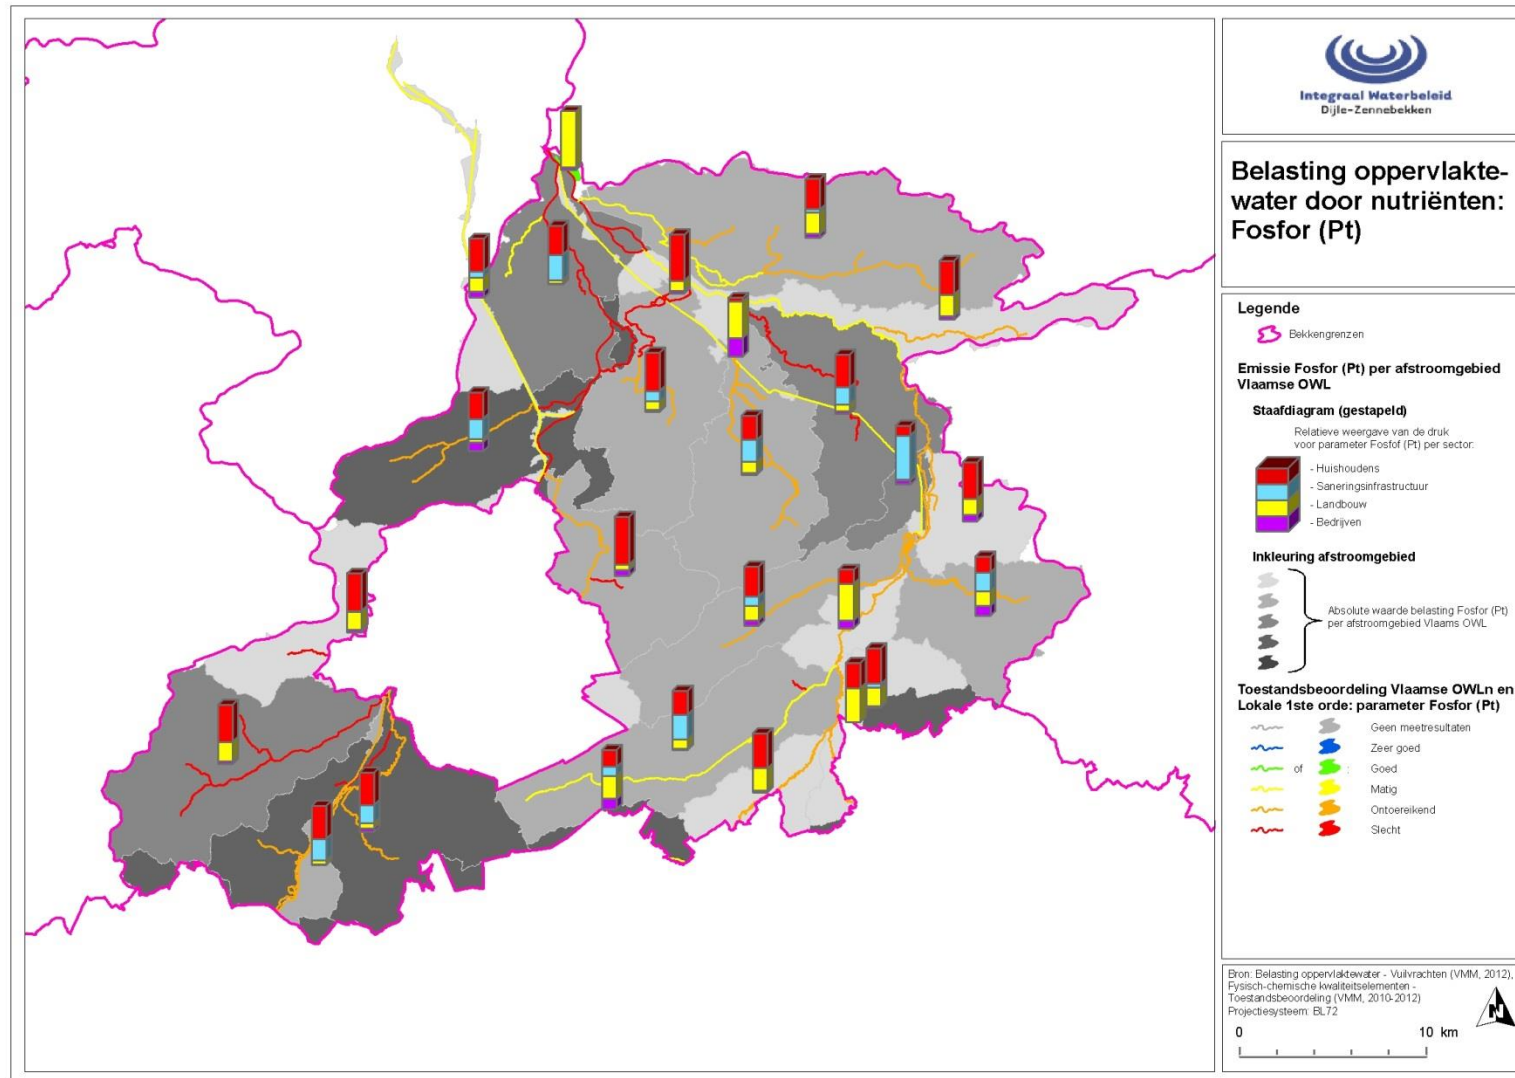 Integraal Waterbeleid
Dijle-Zennebekken
Belasting oppervlakte-
water door nutriënten:
Fosfor (Pt)
Legende
Bekkengrenzen
Emissie Fosfor (Pt) per afstroomgebied
Vlaamse OWL
Staafdiagram (gestapeld)
Relatieve weergave van de druk
voor parameter Fosfof (Pt) per sector:
- Huishoudens
- Saneringsinfrastructuur
- Landbouw
- Bedrijven
Inkleuring afstroomgebied
Absolute waarde belasting Fosfor (Pt)
per afstroomgebied Vlaams OWL
Toestandsbeoordeling Vlaamse OWLn en
Lokale 1ste orde: parameter Fosfor (Pt)
Geen meetresultaten
Zeer goed
of : Goed
Matig
Ontoereikend
Slecht
Bron: Belasting oppervlaktewater - Vuilvrachten (VMM, 2012),
Fysisch-chemische kwaliteitselementen -
Toestandsbeoordeling (VMM, 2010-2012)
Projectiesysteem: BL72
N
0 10 km